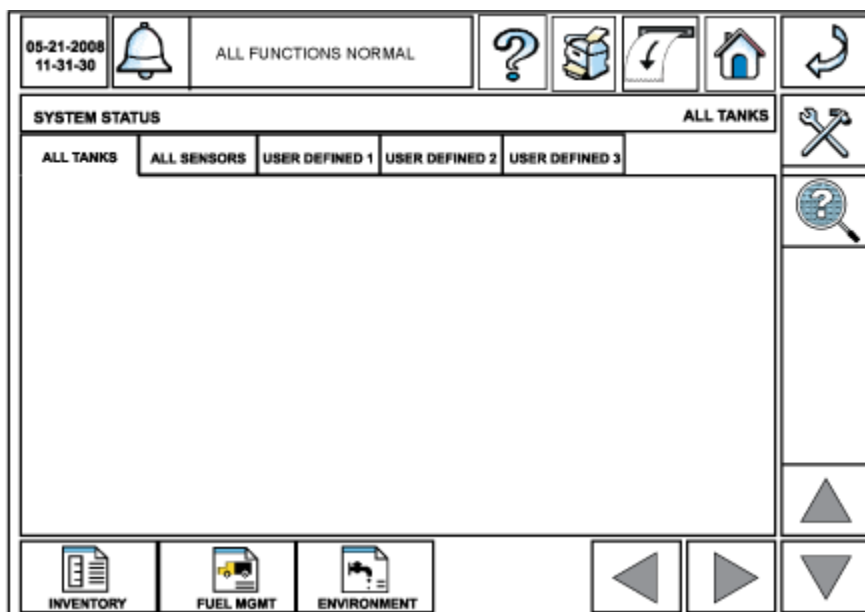 05-21-2008
11-31-30
ALL FUNCTIONS NORMAL
SYSTEM STATUS ALL TANKS
ALL TANKS ALL SENSORS USER DEFINED 1 USER DEFINED 2 USER DEFINED 3
INVENTORY FUEL MGMT ENVIRONMENT